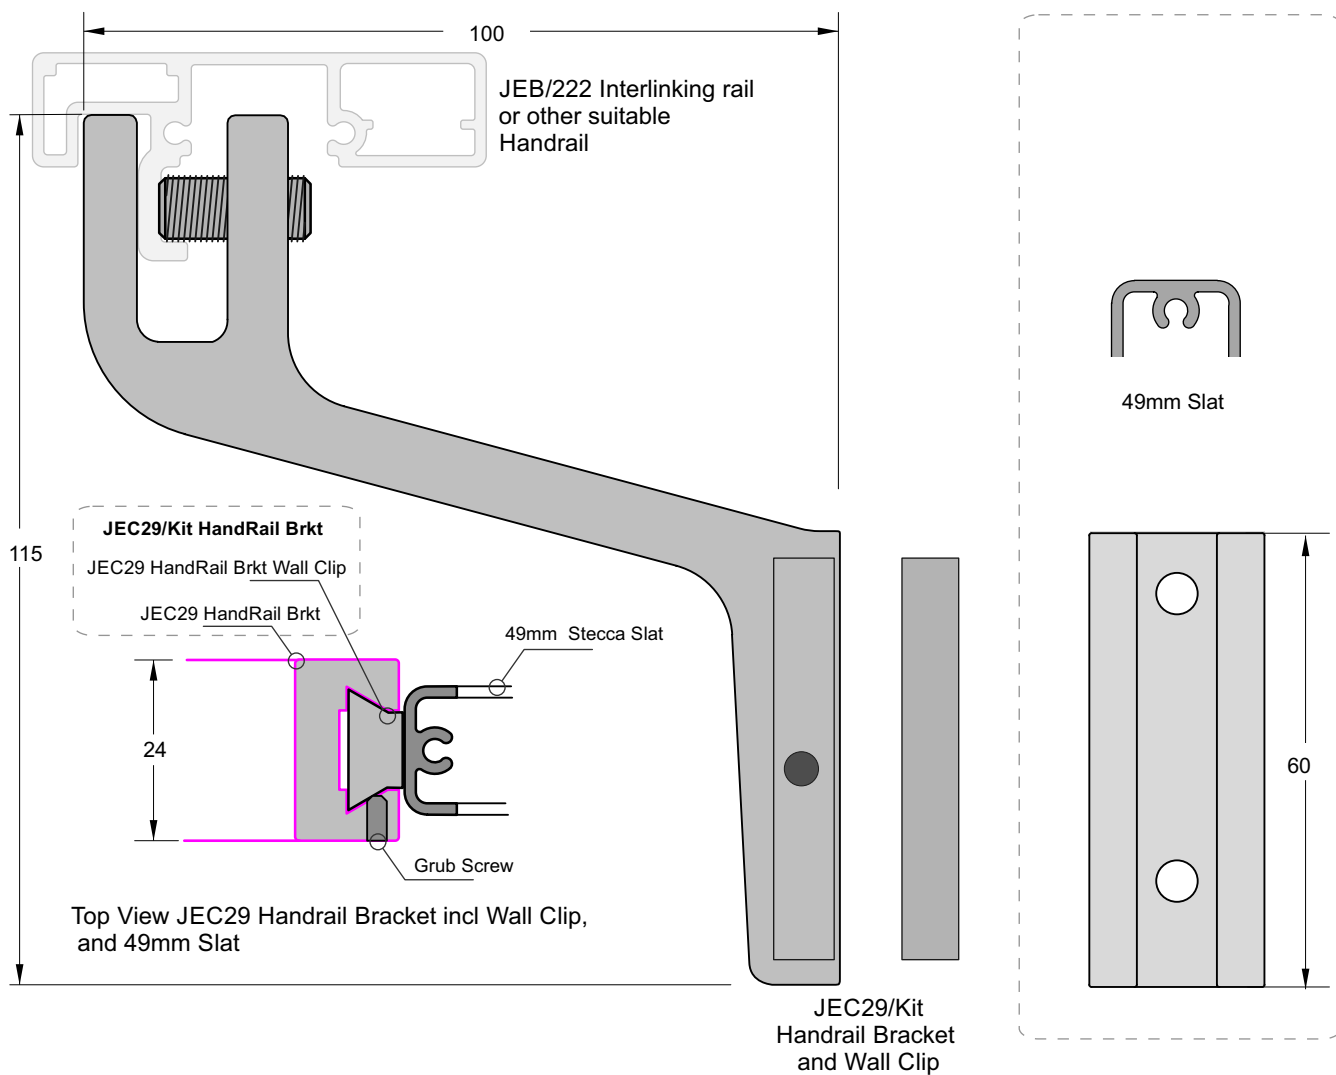 100
JEB/222 Interlinking rail
or other suitable
Handrail
49mm Slat
115
JEC29/Kit HandRail Brkt
JEC29 HandRail Brkt Wall Clip
JEC29 HandRail Brkt
49mm Stecca Slat
24
60
Grub Screw
Top View JEC29 Handrail Bracket incl Wall Clip,
and 49mm Slat
JEC29/Kit
Handrail Bracket
and Wall Clip